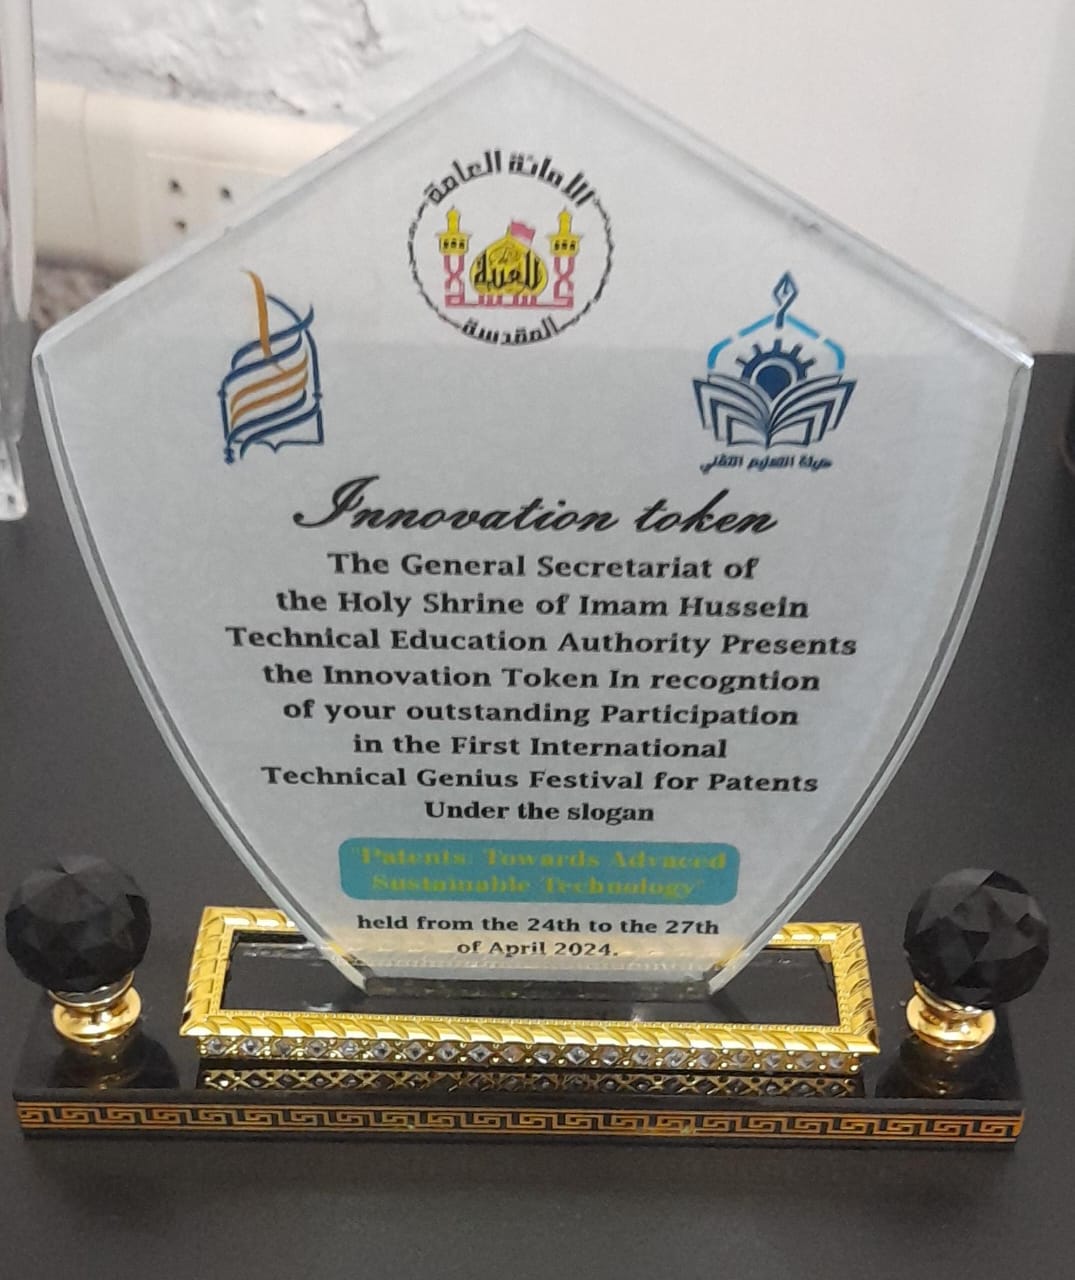 الأمانة العامة
للعتبة
الحسينية
المقدسة
هيئة التعليم التقني
Innovation token
The General Secretariat of
the Holy Shrine of Imam Hussein
Technical Education Authority Presents
the Innovation Token In recogntion
of your outstanding Participation
in the First International
Technical Genius Festival for Patents
Under the slogan
"Patents: Towards Advaced
Sustainable Technology"
held from the 24th to the 27th
of April 2024.